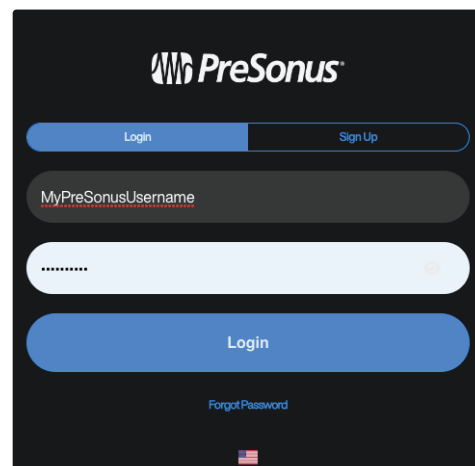 PreSonus
Login
Sign Up
MyPreSonusUsername
••••••••••
Login
Forgot Password